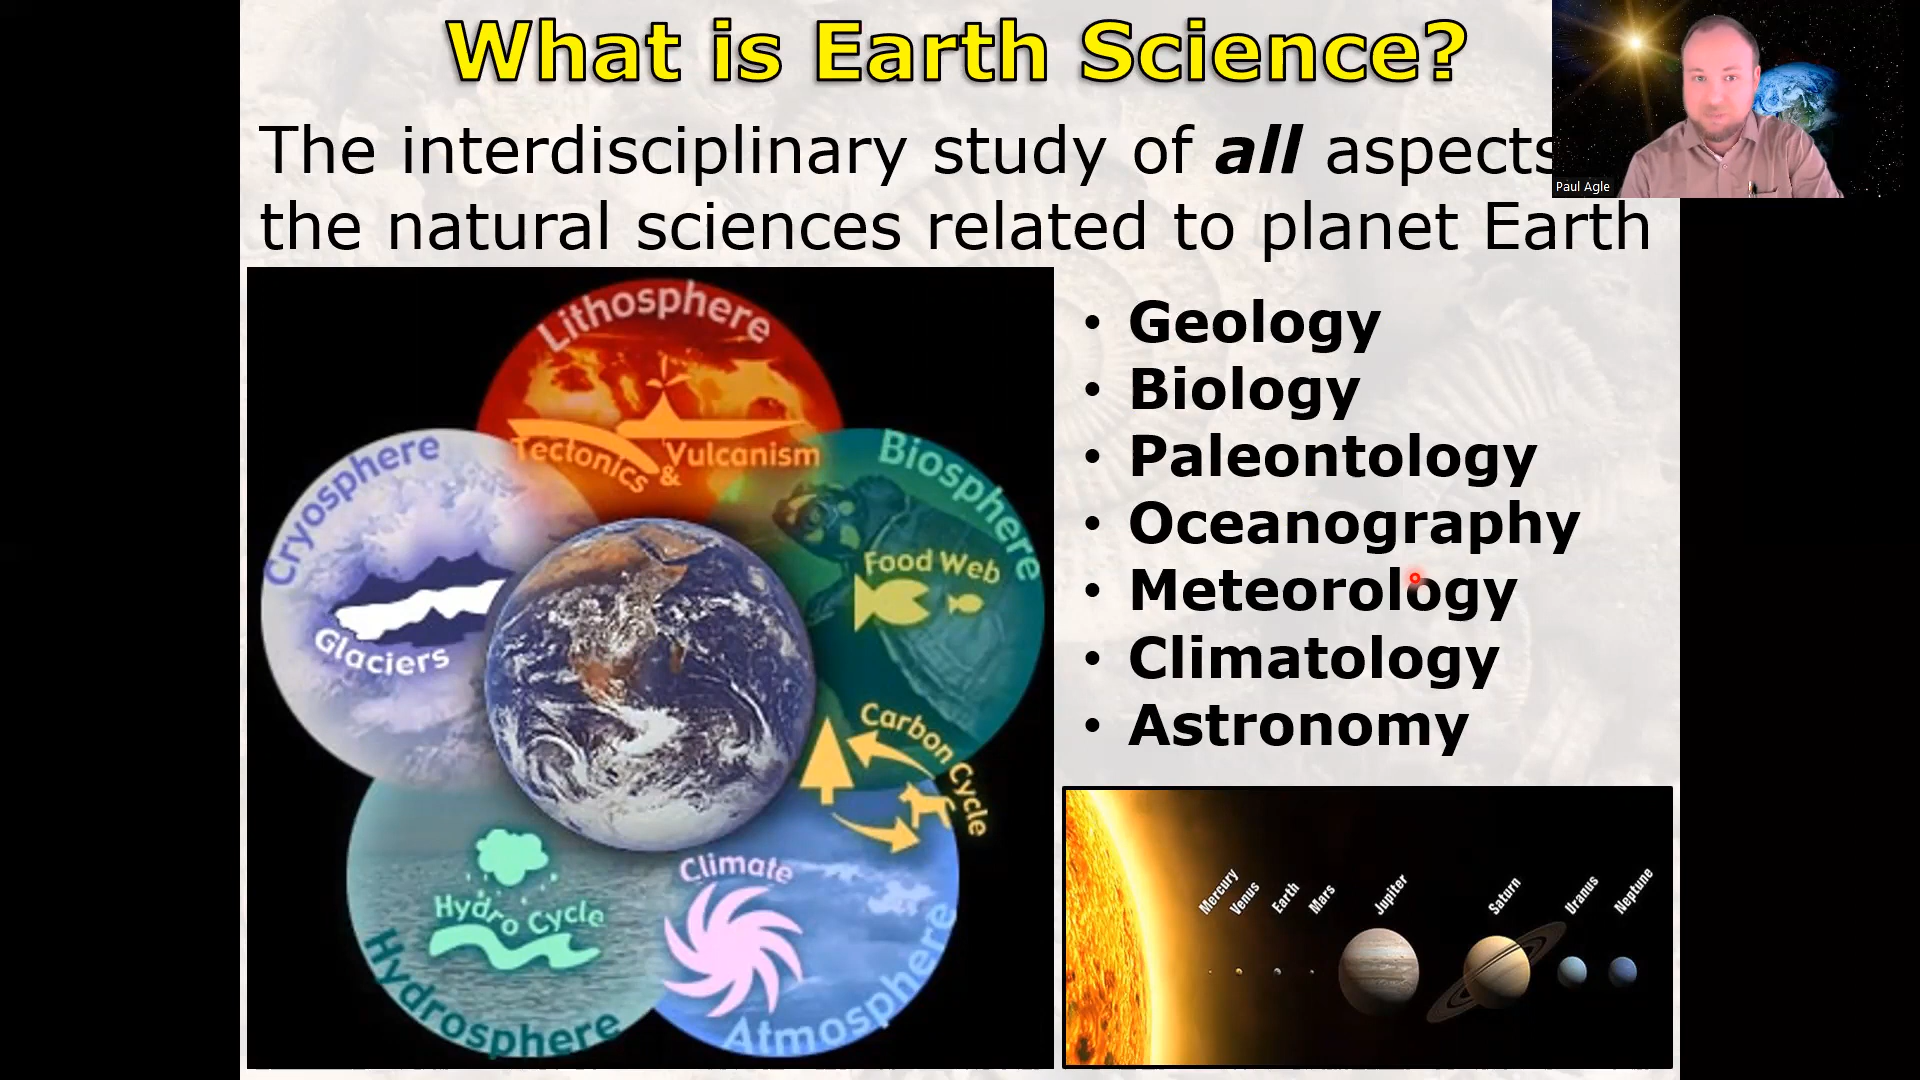 What is Earth Science?
The interdisciplinary study of all aspects
the natural sciences related to planet Earth
Paul Agle
Lithosphere
Tectonics & Vulcanism
Cryosphere
Glaciers
Biosphere
Food Web
Carbon Cycle
Climate
Hydro Cycle
Hydrosphere
Atmosphere
• Geology
• Biology
• Paleontology
• Oceanography
• Meteorology
• Climatology
• Astronomy
Mercury
Venus
Earth
Mars
Jupiter
Saturn
Uranus
Neptune